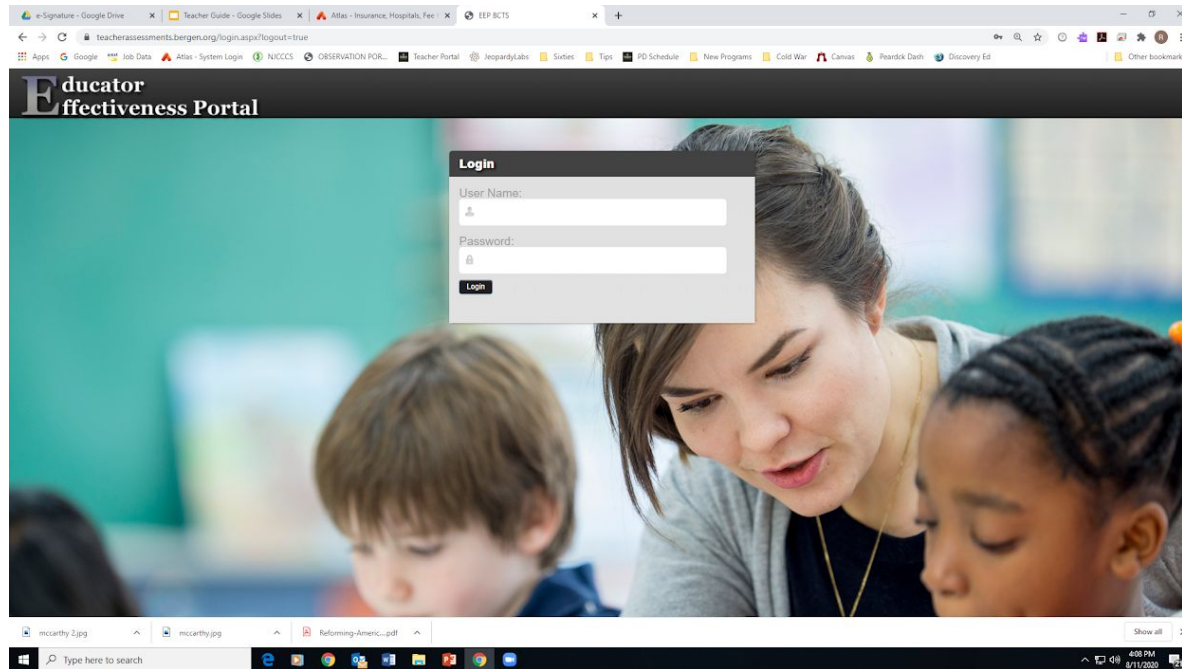 e-Signature - Google Drive
Teacher Guide - Google Slides
Atlas - Insurance, Hospitals, Fee
EEP BCTS
teacherassessments.bergen.org/login.aspx?logout=true
Apps Google Job Data Atlas - System Login NJCCCS OBSERVATION POR... Teacher Portal JeopardyLabs Sixties Tips PD Schedule New Programs Cold War Canvas Peardck Dash Discovery Ed Other bookmark
Educator
Effectiveness Portal
Login
User Name:
Password:
Login
mccarthy 2.jpg mccarthy.jpg Reforming-Americ....pdf Show all
Type here to search
4:08 PM
8/11/2020